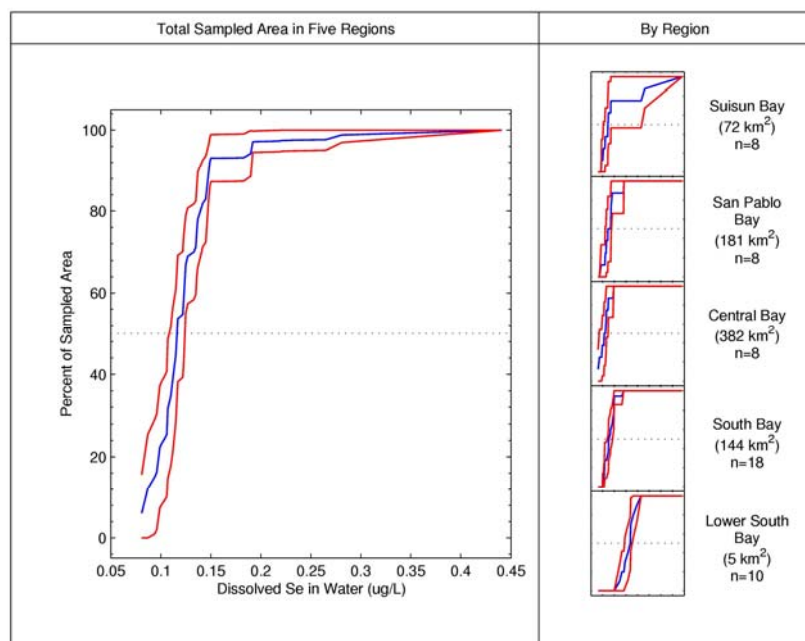 Total Sampled Area in Five Regions
By Region
Percent of Sampled Area
100
80
60
40
20
0
0.05 0.1 0.15 0.2 0.25 0.3 0.35 0.4 0.45
Dissolved Se in Water (ug/L)
Suisun Bay
(72 km²)
n=8
San Pablo
Bay
(181 km²)
n=8
Central Bay
(382 km²)
n=8
South Bay
(144 km²)
n=18
Lower South
Bay
(5 km²)
n=10